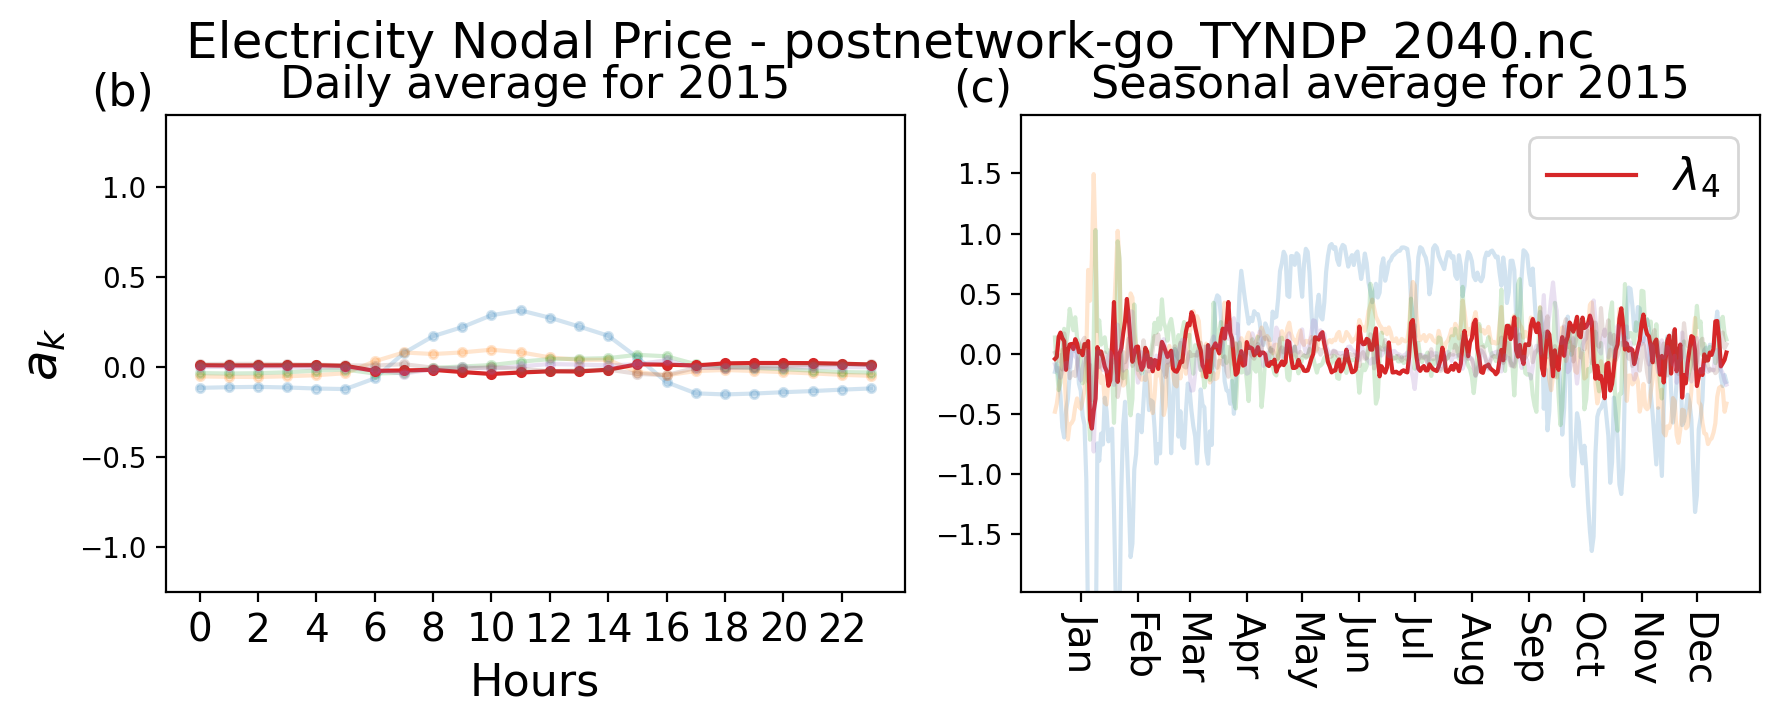 Electricity Nodal Price - postnetwork-go_TYNDP_2040.nc
(b) Daily average for 2015
1.0
0.5
0.0
−0.5
−1.0
a_k
0 2 4 6 8 10 12 14 16 18 20 22
Hours
(c) Seasonal average for 2015
λ_4
1.5
1.0
0.5
0.0
−0.5
−1.0
−1.5
Jan Feb Mar Apr May Jun Jul Aug Sep Oct Nov Dec